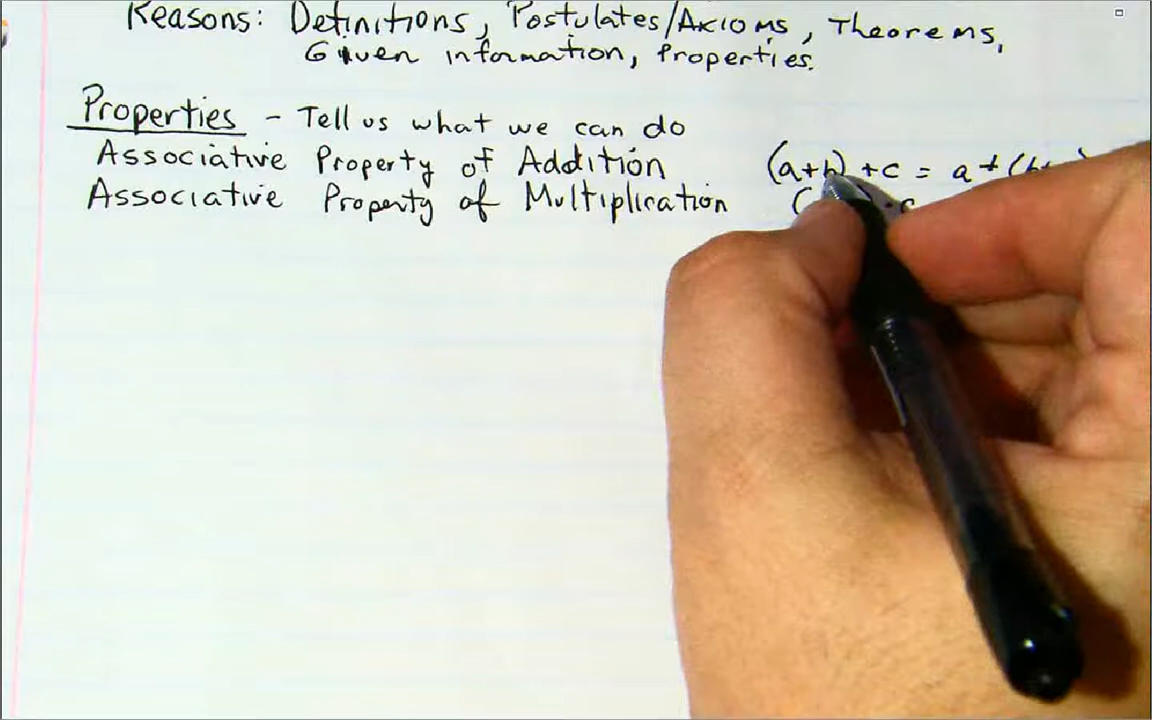 Reasons: Definitions, Postulates/Axioms, Theorems,
Given information, Properties.
Properties - Tell us what we can do
Associative Property of Addition (a+b) + c = a +
Associative Property of Multiplication